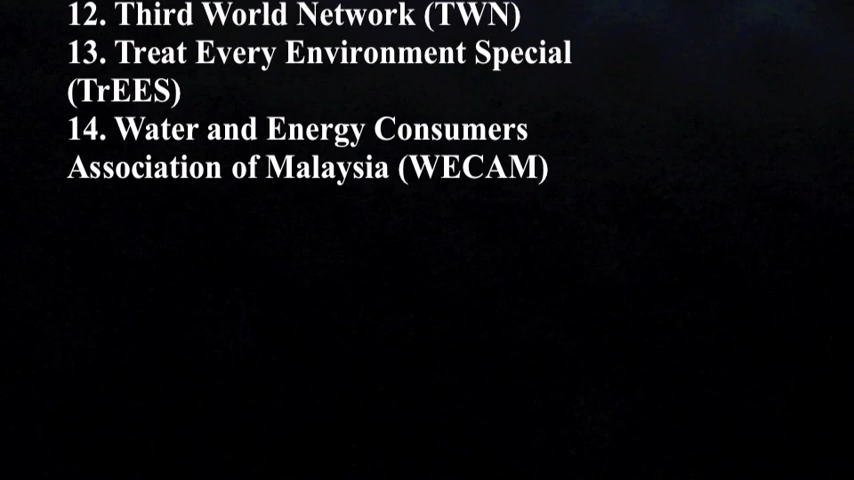 12. Third World Network (TWN)
13. Treat Every Environment Special
(TrEES)
14. Water and Energy Consumers
Association of Malaysia (WECAM)